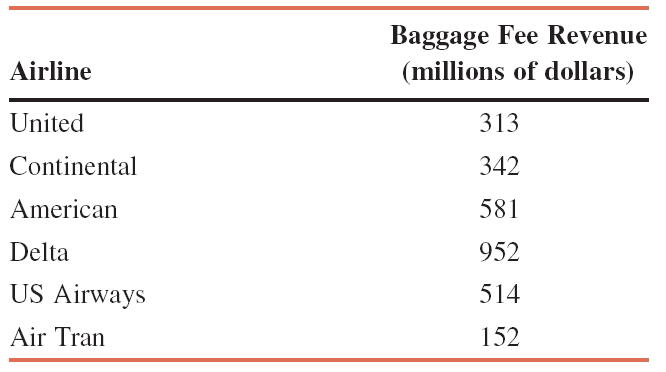 Baggage Fee Revenue
Airline (millions of dollars)
United 313
Continental 342
American 581
Delta 952
US Airways 514
Air Tran 152